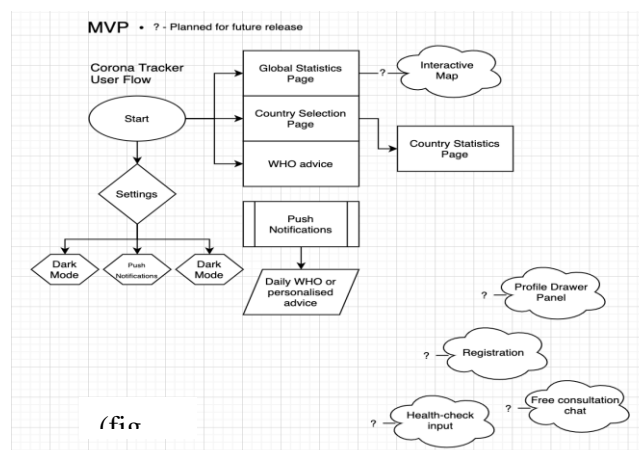 MVP • ? - Planned for future release
Corona Tracker
User Flow
Start
Global Statistics
Page
?
Interactive
Map
Country Selection
Page
Country Statistics
Page
WHO advice
Settings
Dark
Mode
Push
Notifications
Dark
Mode
Push
Notifications
Daily WHO or
personalised
advice
?
Profile Drawer
Panel
?
Registration
?
Free consultation
chat
?
Health-check
input
(fig